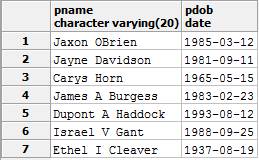 pname pdob
character varying(20) date
1 Jaxon OBrien 1985-03-12
2 Jayne Davidson 1981-09-11
3 Carys Horn 1965-05-15
4 James A Burgess 1983-02-23
5 Dupont A Haddock 1993-08-12
6 Israel V Gant 1988-09-25
7 Ethel I Cleaver 1937-08-19